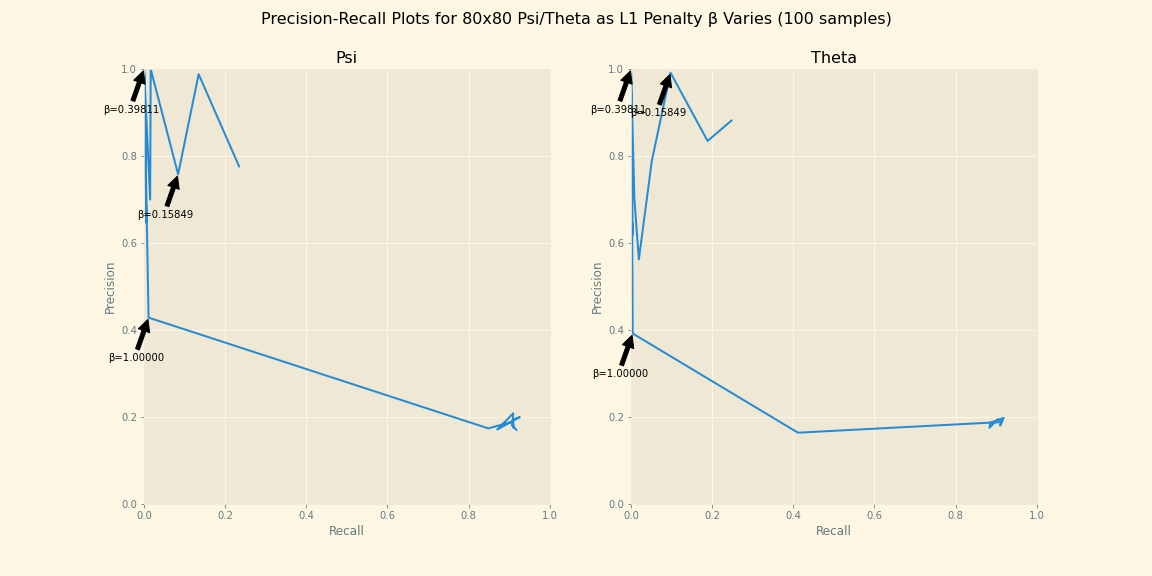 Precision-Recall Plots for 80x80 Psi/Theta as L1 Penalty β Varies (100 samples)
Psi
Precision
1.0
0.8
0.6
0.4
0.2
0.0
β=0.39811
β=0.15849
β=1.00000
0.0 0.2 0.4 0.6 0.8 1.0
Recall
Theta
Precision
1.0
0.8
0.6
0.4
0.2
0.0
β=0.39811
β=0.15849
β=1.00000
0.0 0.2 0.4 0.6 0.8 1.0
Recall